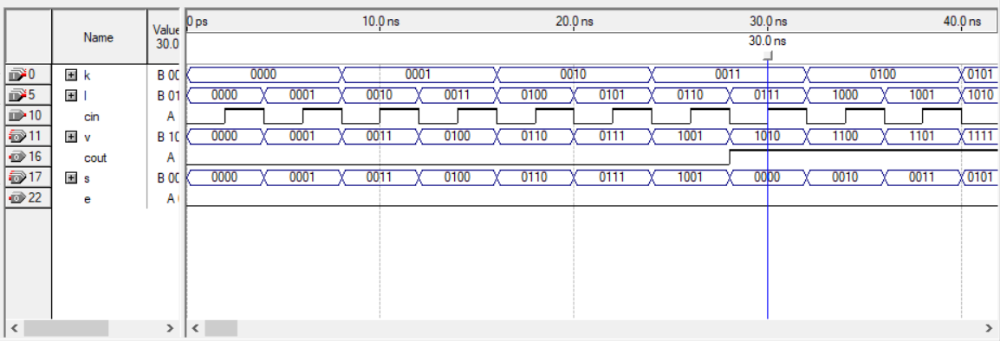 0 ps 10.0 ns 20.0 ns 30.0 ns 40.0 ns
Name Value 30.0 30.0 ns
0 k B 00 0000 0001 0010 0011 0100 0101
5 l B 01 0000 0001 0010 0011 0100 0101 0110 0111 1000 1001 1010
10 cin A
11 v B 10 0000 0001 0011 0100 0110 0111 1001 1010 1100 1101 1111
16 cout A
17 s B 00 0000 0001 0011 0100 0110 0111 1001 0000 0010 0011 0101
22 e A